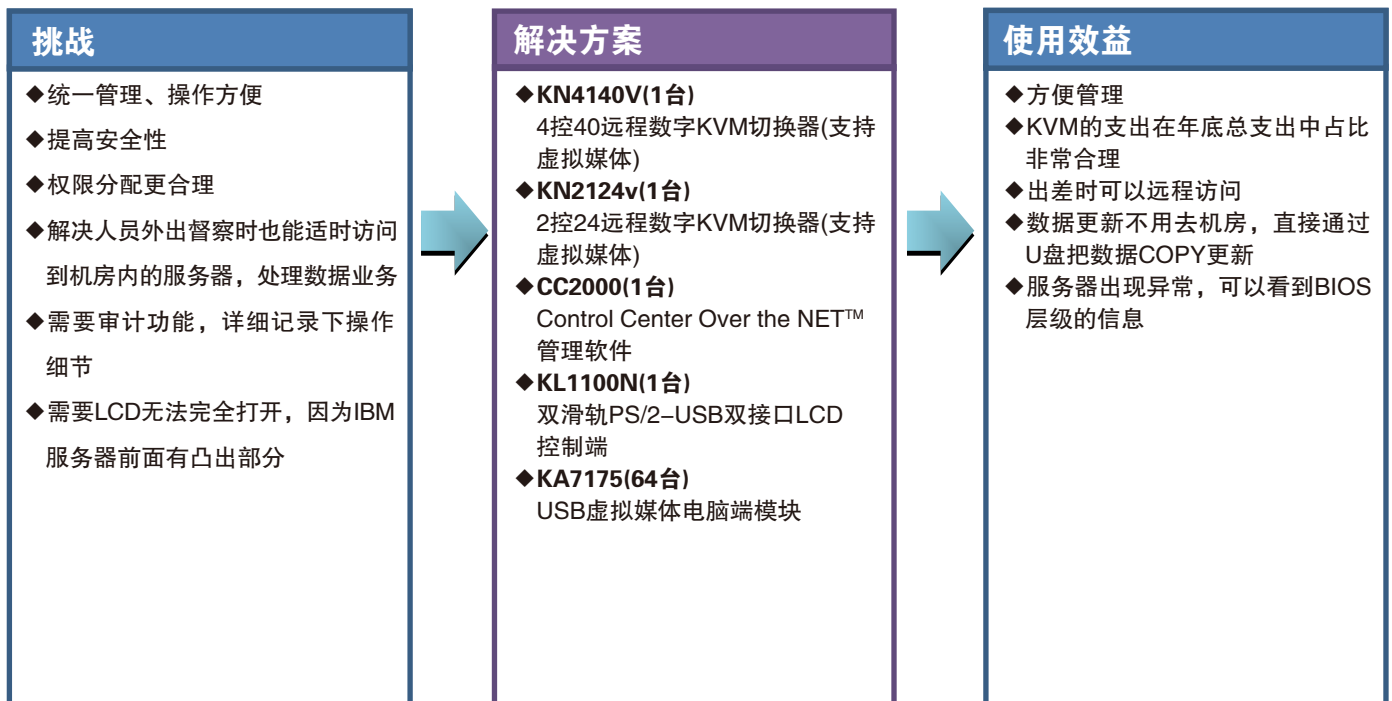 挑战
◆统一管理、操作方便
◆提高安全性
◆权限分配更合理
◆解决人员外出督察时也能适时访问
到机房内的服务器，处理数据业务
◆需要审计功能，详细记录下操作
细节
◆需要LCD无法完全打开，因为IBM
服务器前面有凸出部分
解决方案
◆KN4140V(1台)
4控40远程数字KVM切换器(支持
虚拟媒体)
◆KN2124v(1台)
2控24远程数字KVM切换器(支持
虚拟媒体)
◆CC2000(1台)
Control Center Over the NET™
管理软件
◆KL1100N(1台)
双滑轨PS/2–USB双接口LCD
控制端
◆KA7175(64台)
USB虚拟媒体电脑端模块
使用效益
◆方便管理
◆KVM的支出在年底总支出中占比
非常合理
◆出差时可以远程访问
◆数据更新不用去机房，直接通过
U盘把数据COPY更新
◆服务器出现异常，可以看到BIOS
层级的信息